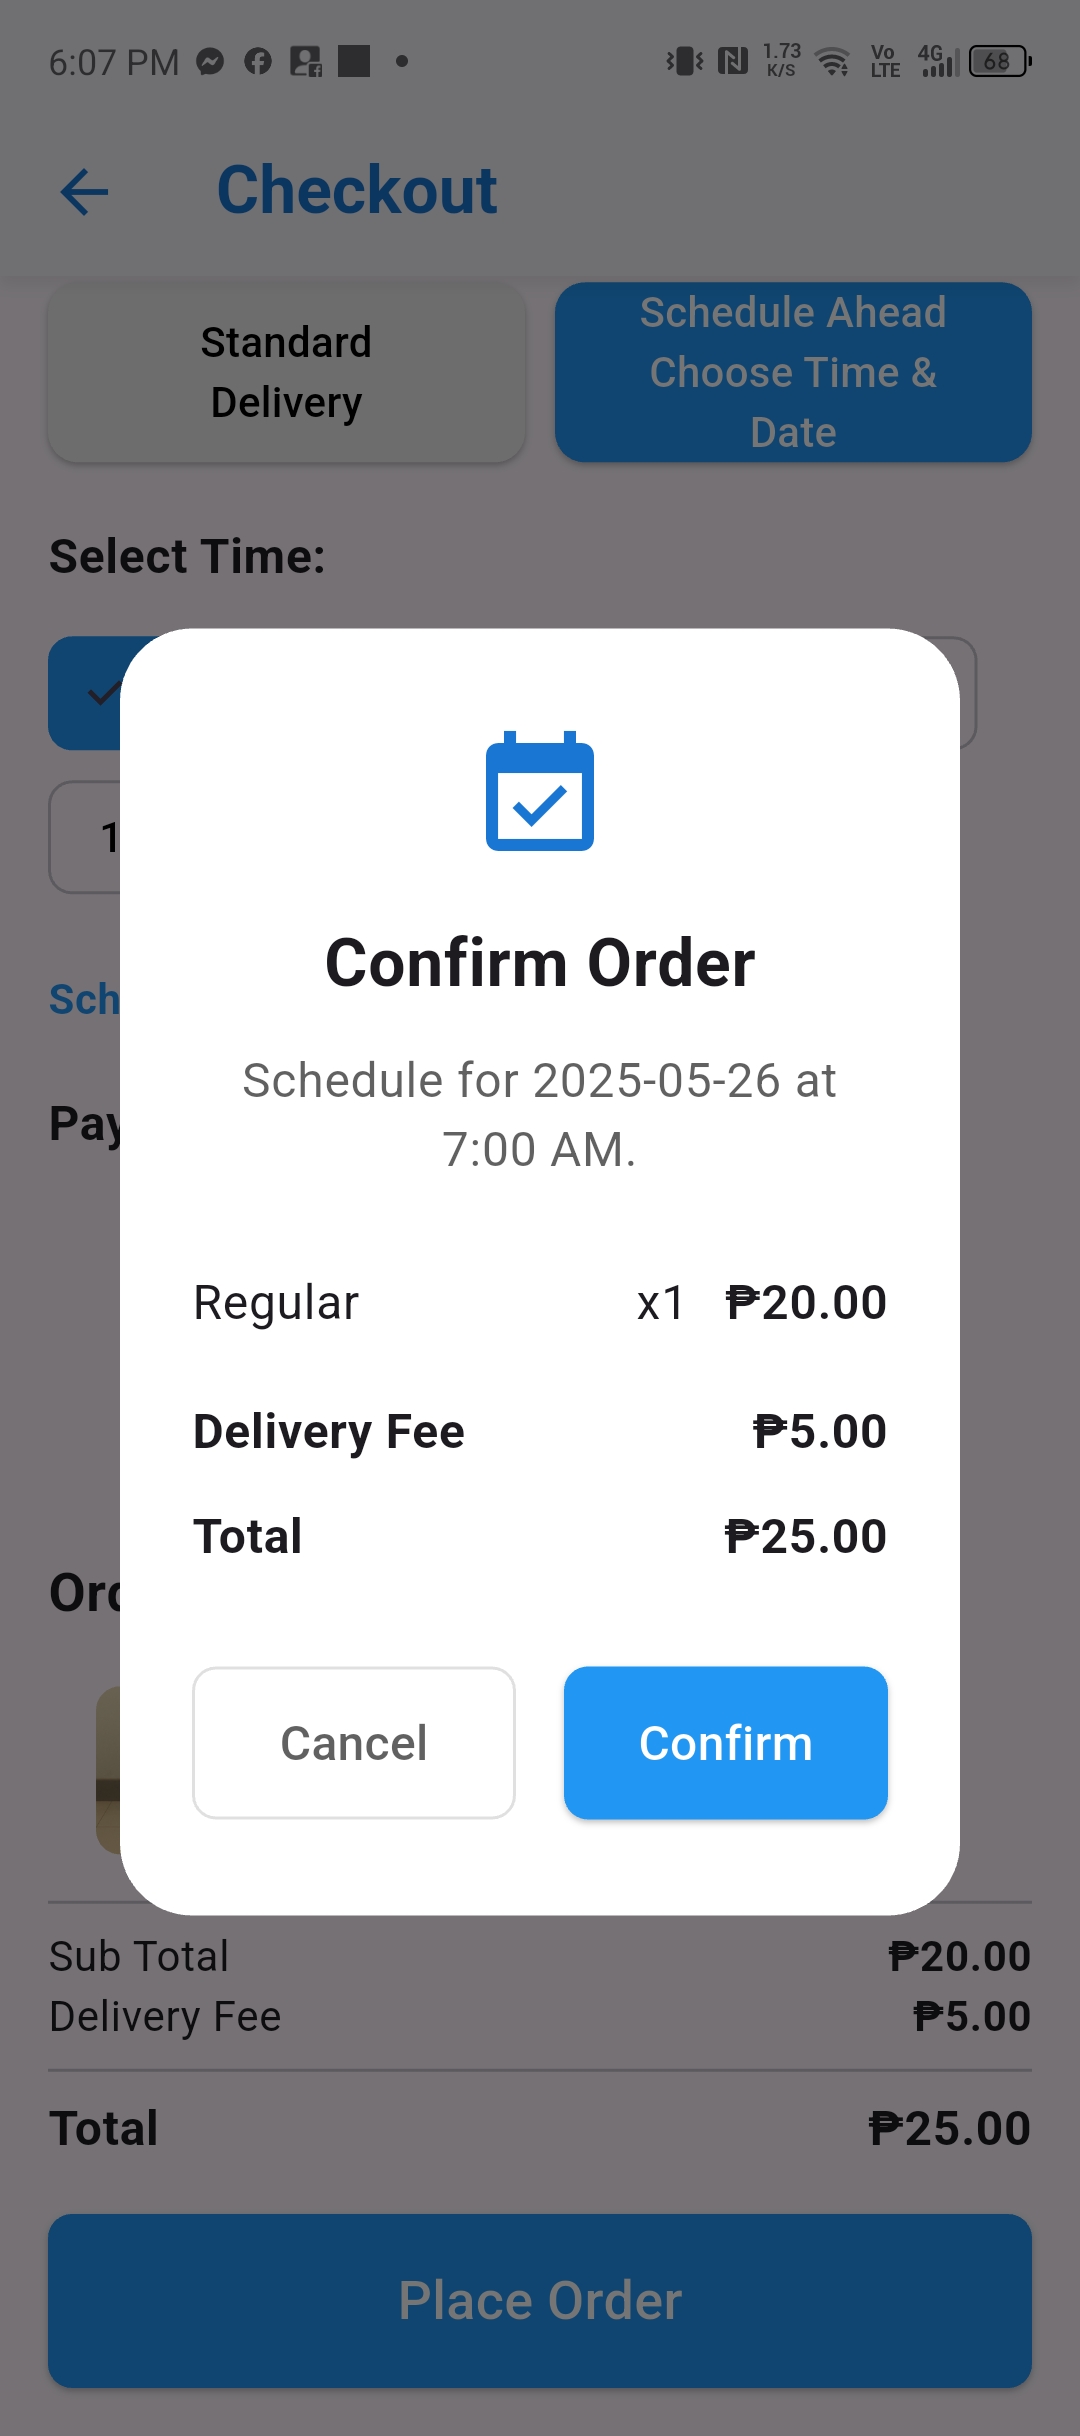 6:07 PM
1.73 K/S
Vo LTE
4G
68
Checkout
Standard
Delivery
Schedule Ahead
Choose Time &
Date
Select Time:
1
Sch
Pay
Confirm Order
Schedule for 2025-05-26 at
7:00 AM.
Regular x1 ₱20.00
Delivery Fee ₱5.00
Total ₱25.00
Cancel Confirm
Sub Total ₱20.00
Delivery Fee ₱5.00
Total ₱25.00
Place Order